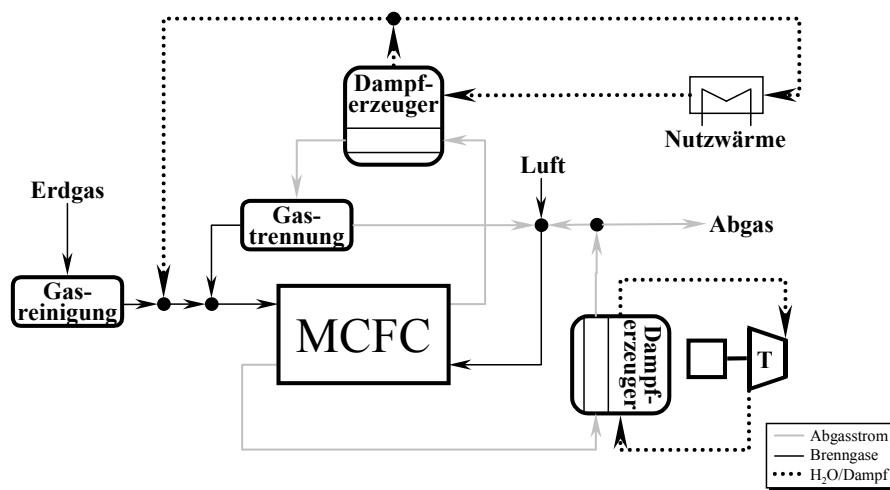 Dampf-
erzeuger
Nutzwärme
Luft
Erdgas
Gas-
trennung
Abgas
Gas-
reinigung
MCFC
Dampf-
erzeuger
T
Abgasstrom
Brenngase
H₂O/Dampf